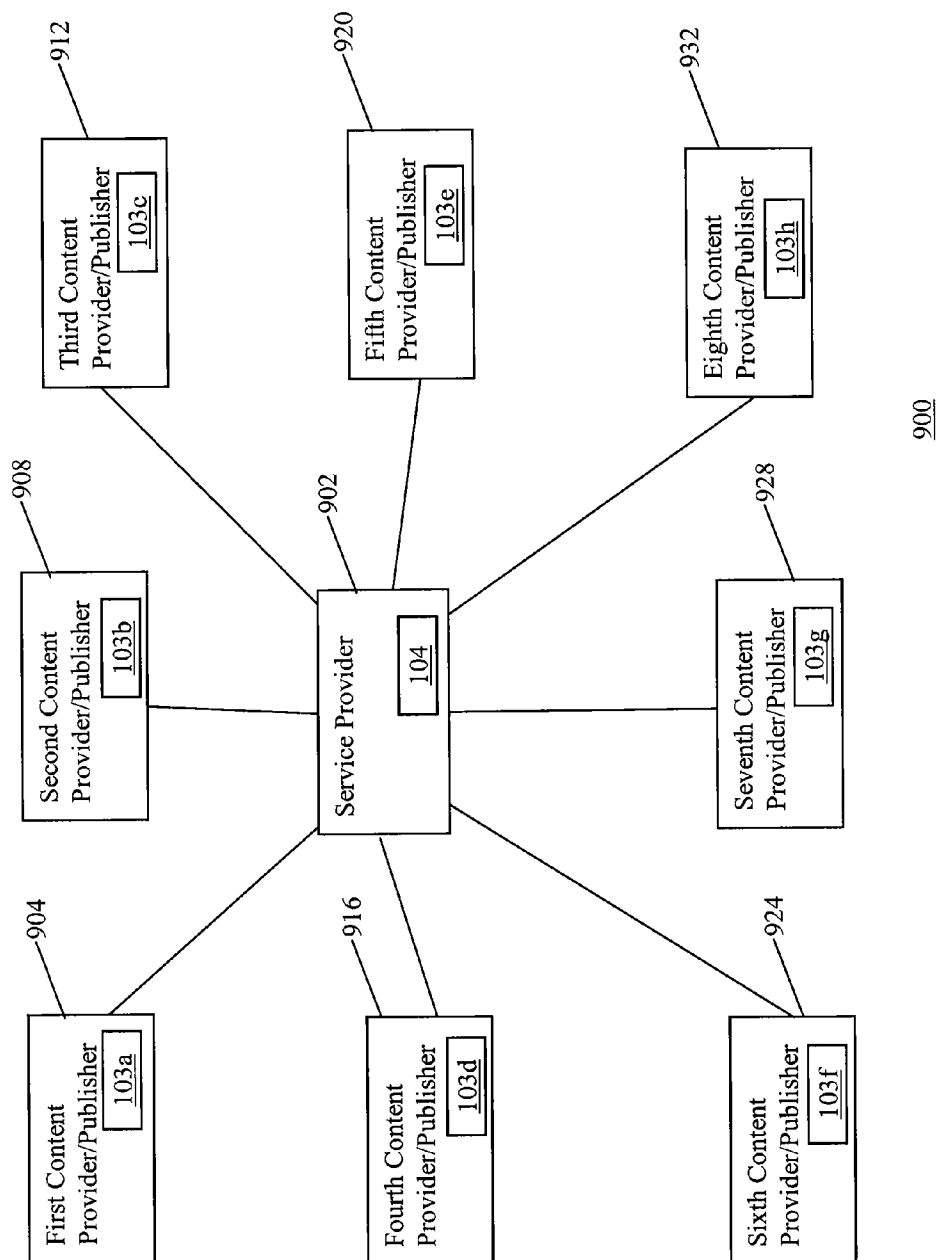 904
First Content
Provider/Publisher
103a
908
Second Content
Provider/Publisher
103b
912
Third Content
Provider/Publisher
103c
916
Fourth Content
Provider/Publisher
103d
902
Service Provider
104
920
Fifth Content
Provider/Publisher
103e
924
Sixth Content
Provider/Publisher
103f
928
Seventh Content
Provider/Publisher
103g
932
Eighth Content
Provider/Publisher
103h
900